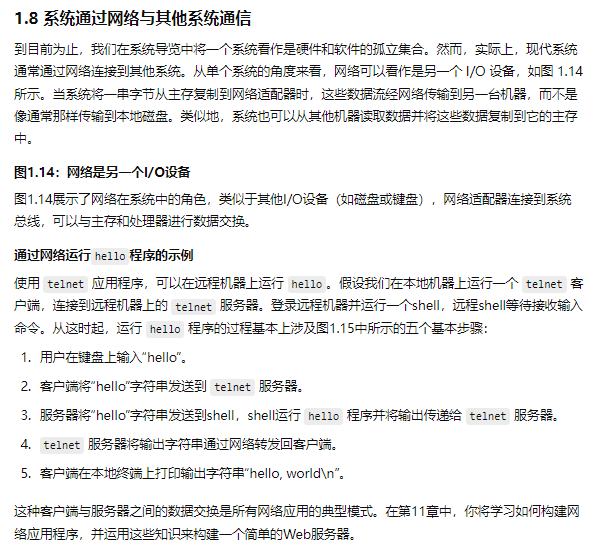 1.8 系统通过网络与其他系统通信
到目前为止，我们在系统导览中将一个系统看作是硬件和软件的孤立集合。然而，实际上，现代系统
通常通过网络连接到其他系统。从单个系统的角度来看，网络可以看作是另一个 I/O 设备，如图 1.14
所示。当系统将一串字节从主存复制到网络适配器时，这些数据流经网络传输到另一台机器，而不是
像通常那样传输到本地磁盘。类似地，系统也可以从其他机器读取数据并将这些数据复制到它的主存
中。
图1.14：网络是另一个I/O设备
图1.14展示了网络在系统中的角色，类似于其他I/O设备（如磁盘或键盘），网络适配器连接到系统
总线，可以与主存和处理器进行数据交换。
通过网络运行 hello 程序的示例
使用 telnet 应用程序，可以在远程机器上运行 hello。假设我们在本地机器上运行一个 telnet 客
户端，连接到远程机器上的 telnet 服务器。登录远程机器并运行一个shell，远程shell等待接收输入
命令。从这时起，运行 hello 程序的过程基本上涉及图1.15中所示的五个基本步骤：
1. 用户在键盘上输入“hello”。
2. 客户端将“hello”字符串发送到 telnet 服务器。
3. 服务器将“hello”字符串发送到shell，shell运行 hello 程序并将输出传递给 telnet 服务器。
4. telnet 服务器将输出字符串通过网络转发回客户端。
5. 客户端在本地终端上打印输出字符串“hello, world\n”。
这种客户端与服务器之间的数据交换是所有网络应用的典型模式。在第11章中，你将学习如何构建网
络应用程序，并运用这些知识来构建一个简单的Web服务器。